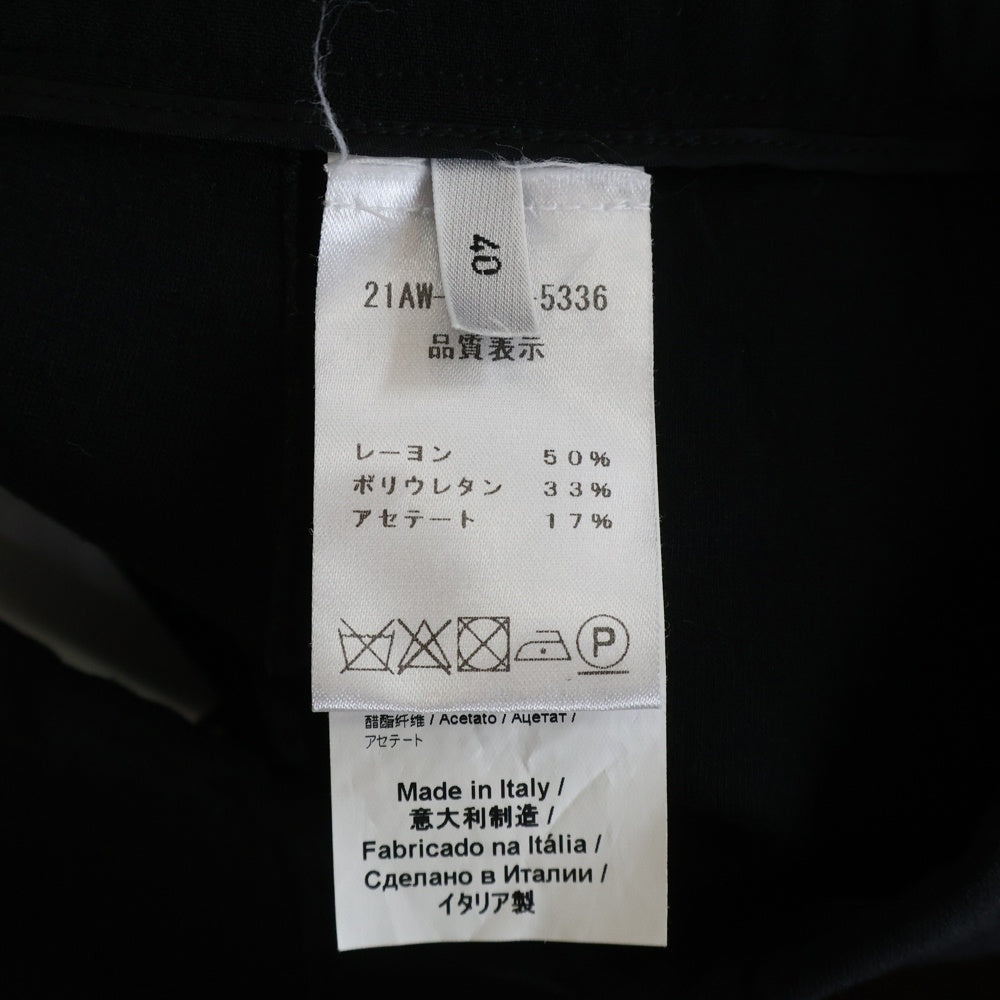 40
21AW- -5336
品質表示
レーヨン 50%
ポリウレタン 33%
アセテート 17%
P
醋酯纤维 / Acetato / Ацетат /
アセテート
Made in Italy /
意大利制造 /
Fabricado na Itália /
Сделано в Италии /
イタリア製